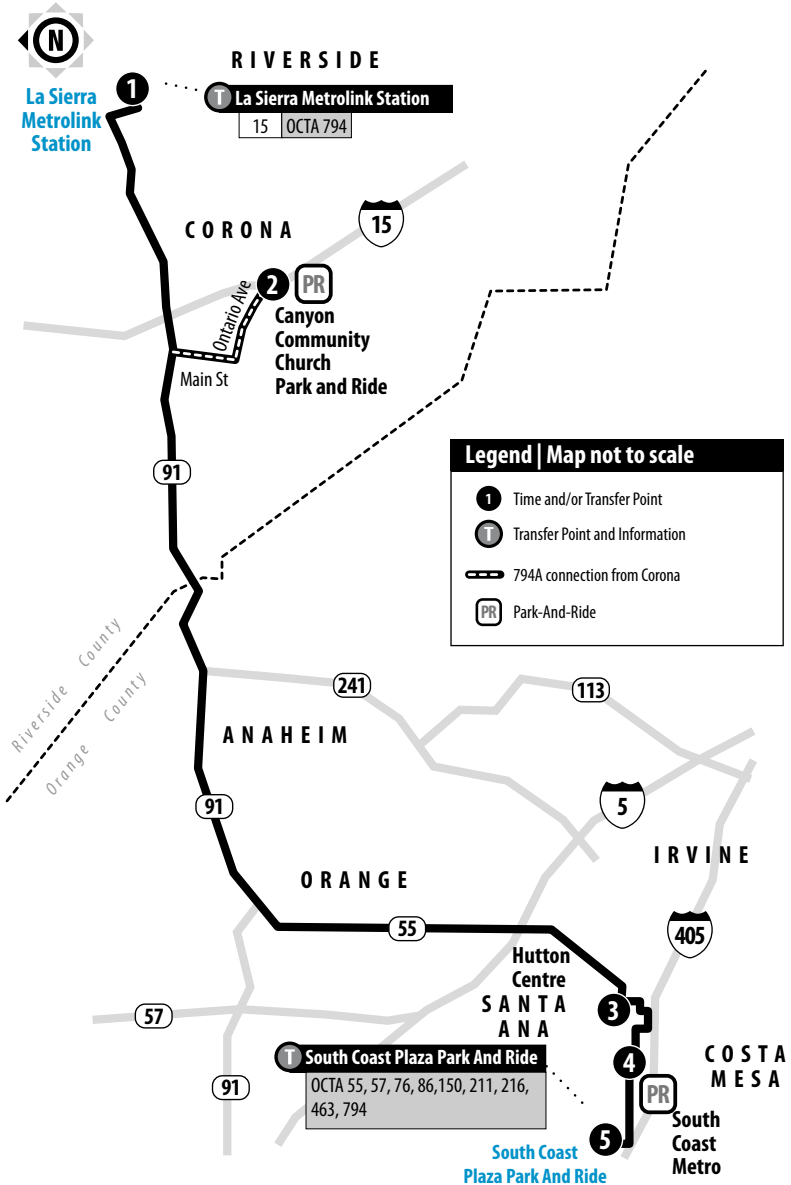 N
RIVERSIDE
La Sierra
Metrolink
Station
1
T La Sierra Metrolink Station
15 OCTA 794
CORONA
15
2
PR
Ontario Ave
Canyon
Community
Church
Park and Ride
Main St
91
Legend | Map not to scale
1 Time and/or Transfer Point
T Transfer Point and Information
794A connection from Corona
PR Park-And-Ride
Riverside County
Orange County
241
113
ANAHEIM
91
5
IRVINE
ORANGE
55
405
Hutton
Centre
SANTA
ANA
3
57
4
COSTA
MESA
T South Coast Plaza Park And Ride
OCTA 55, 57, 76, 86,150, 211, 216,
463, 794
91
PR
South
Coast
Metro
5
South Coast
Plaza Park And Ride